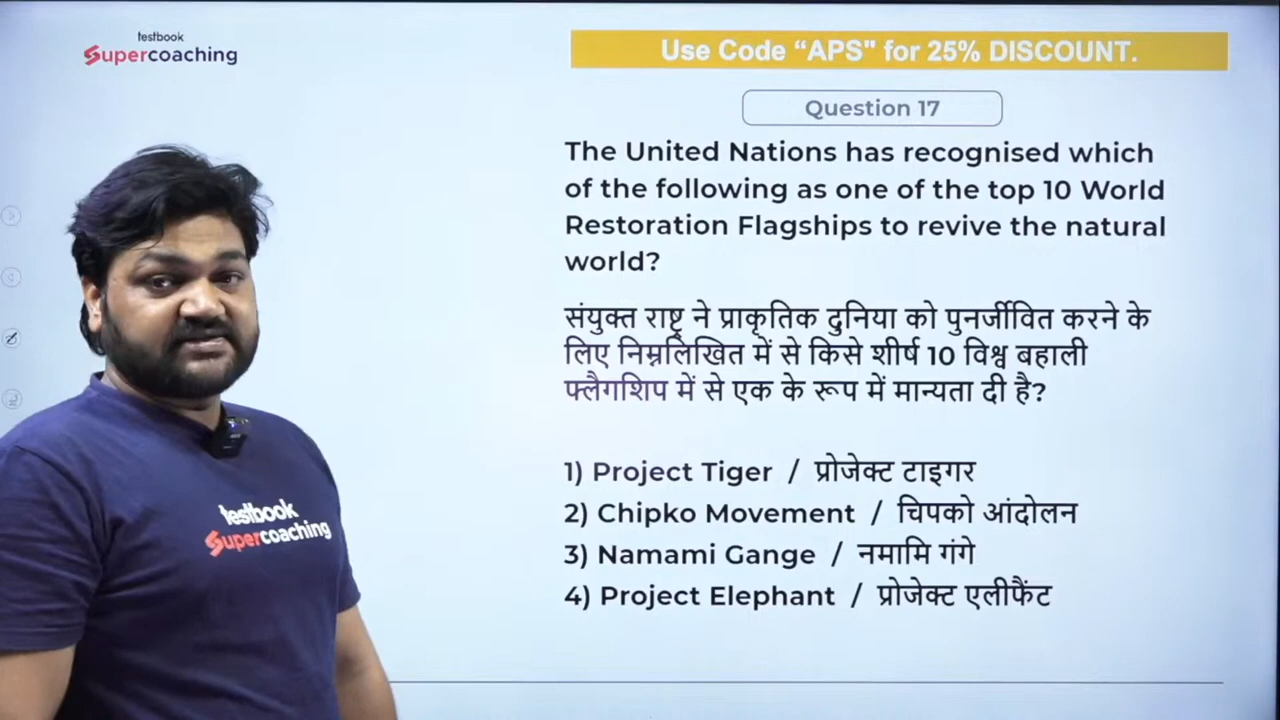 testbook
Supercoaching
Use Code “APS" for 25% DISCOUNT.
Question 17
The United Nations has recognised which
of the following as one of the top 10 World
Restoration Flagships to revive the natural
world?
संयुक्त राष्ट्र ने प्राकृतिक दुनिया को पुनर्जीवित करने के
लिए निम्नलिखित में से किसे शीर्ष 10 विश्व बहाली
फ्लैगशिप में से एक के रूप में मान्यता दी है?
1) Project Tiger / प्रोजेक्ट टाइगर
2) Chipko Movement / चिपको आंदोलन
3) Namami Gange / नमामि गंगे
4) Project Elephant / प्रोजेक्ट एलीफैंट
testbook
Supercoaching